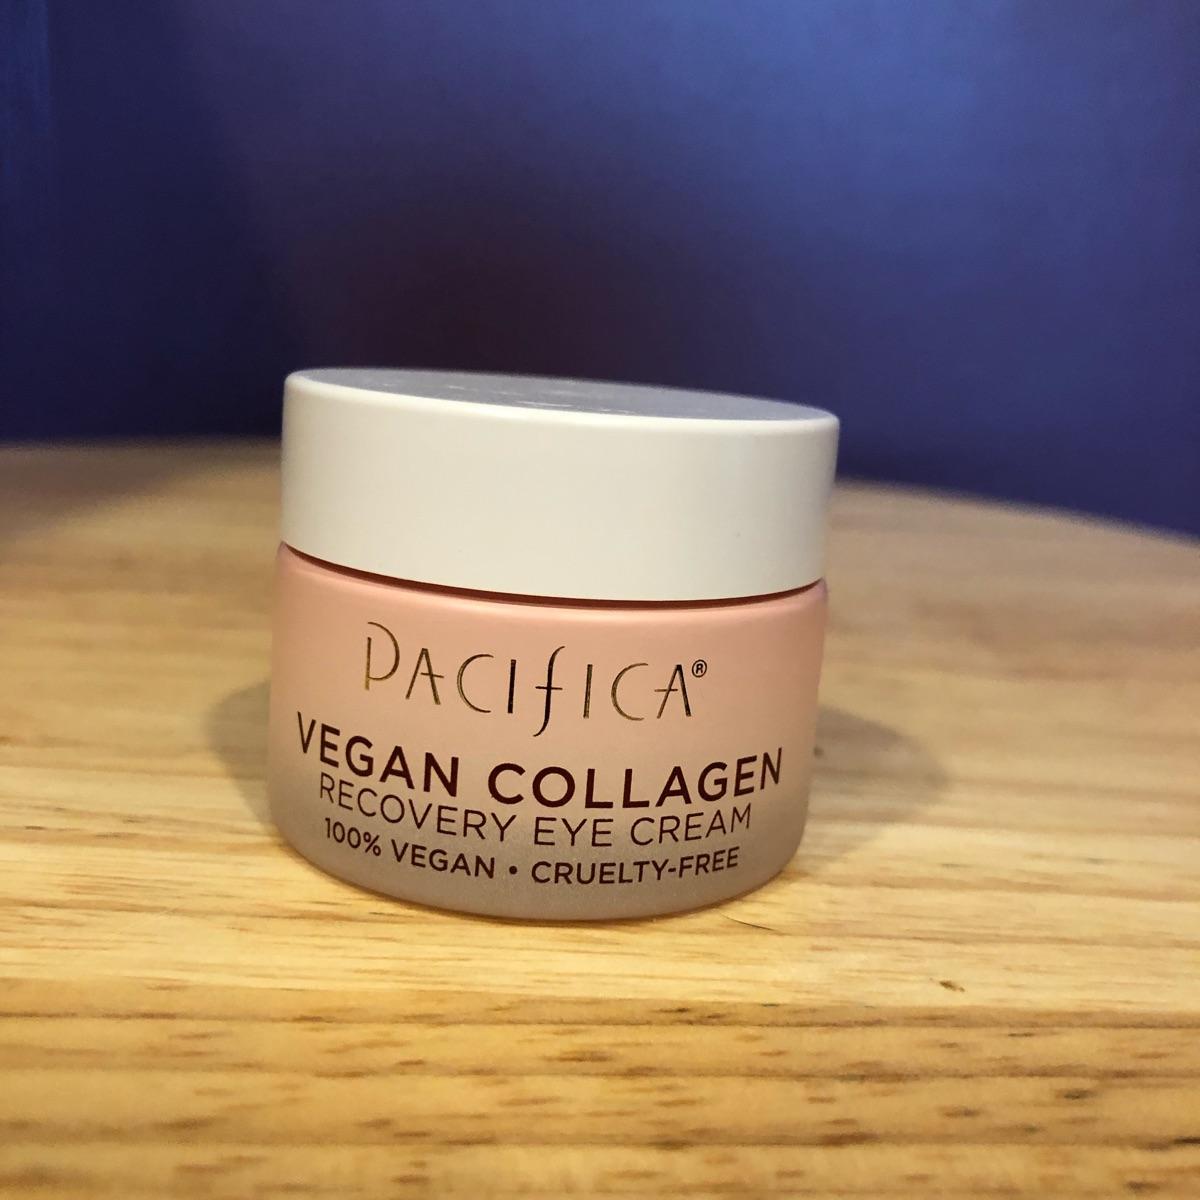 PACIFICA®
VEGAN COLLAGEN
RECOVERY EYE CREAM
100% VEGAN • CRUELTY-FREE